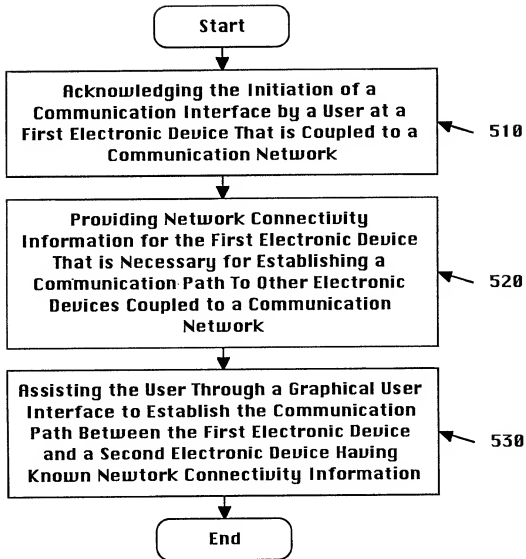 Start
Acknowledging the Initiation of a
Communication Interface by a User at a
First Electronic Device That is Coupled to a
Communication Network
510
Providing Network Connectivity
Information for the First Electronic Device
That is Necessary for Establishing a
Communication Path To Other Electronic
Devices Coupled to a Communication
Network
520
Assisting the User Through a Graphical User
Interface to Establish the Communication
Path Between the First Electronic Device
and a Second Electronic Device Having
Known Newtork Connectivity Information
530
End